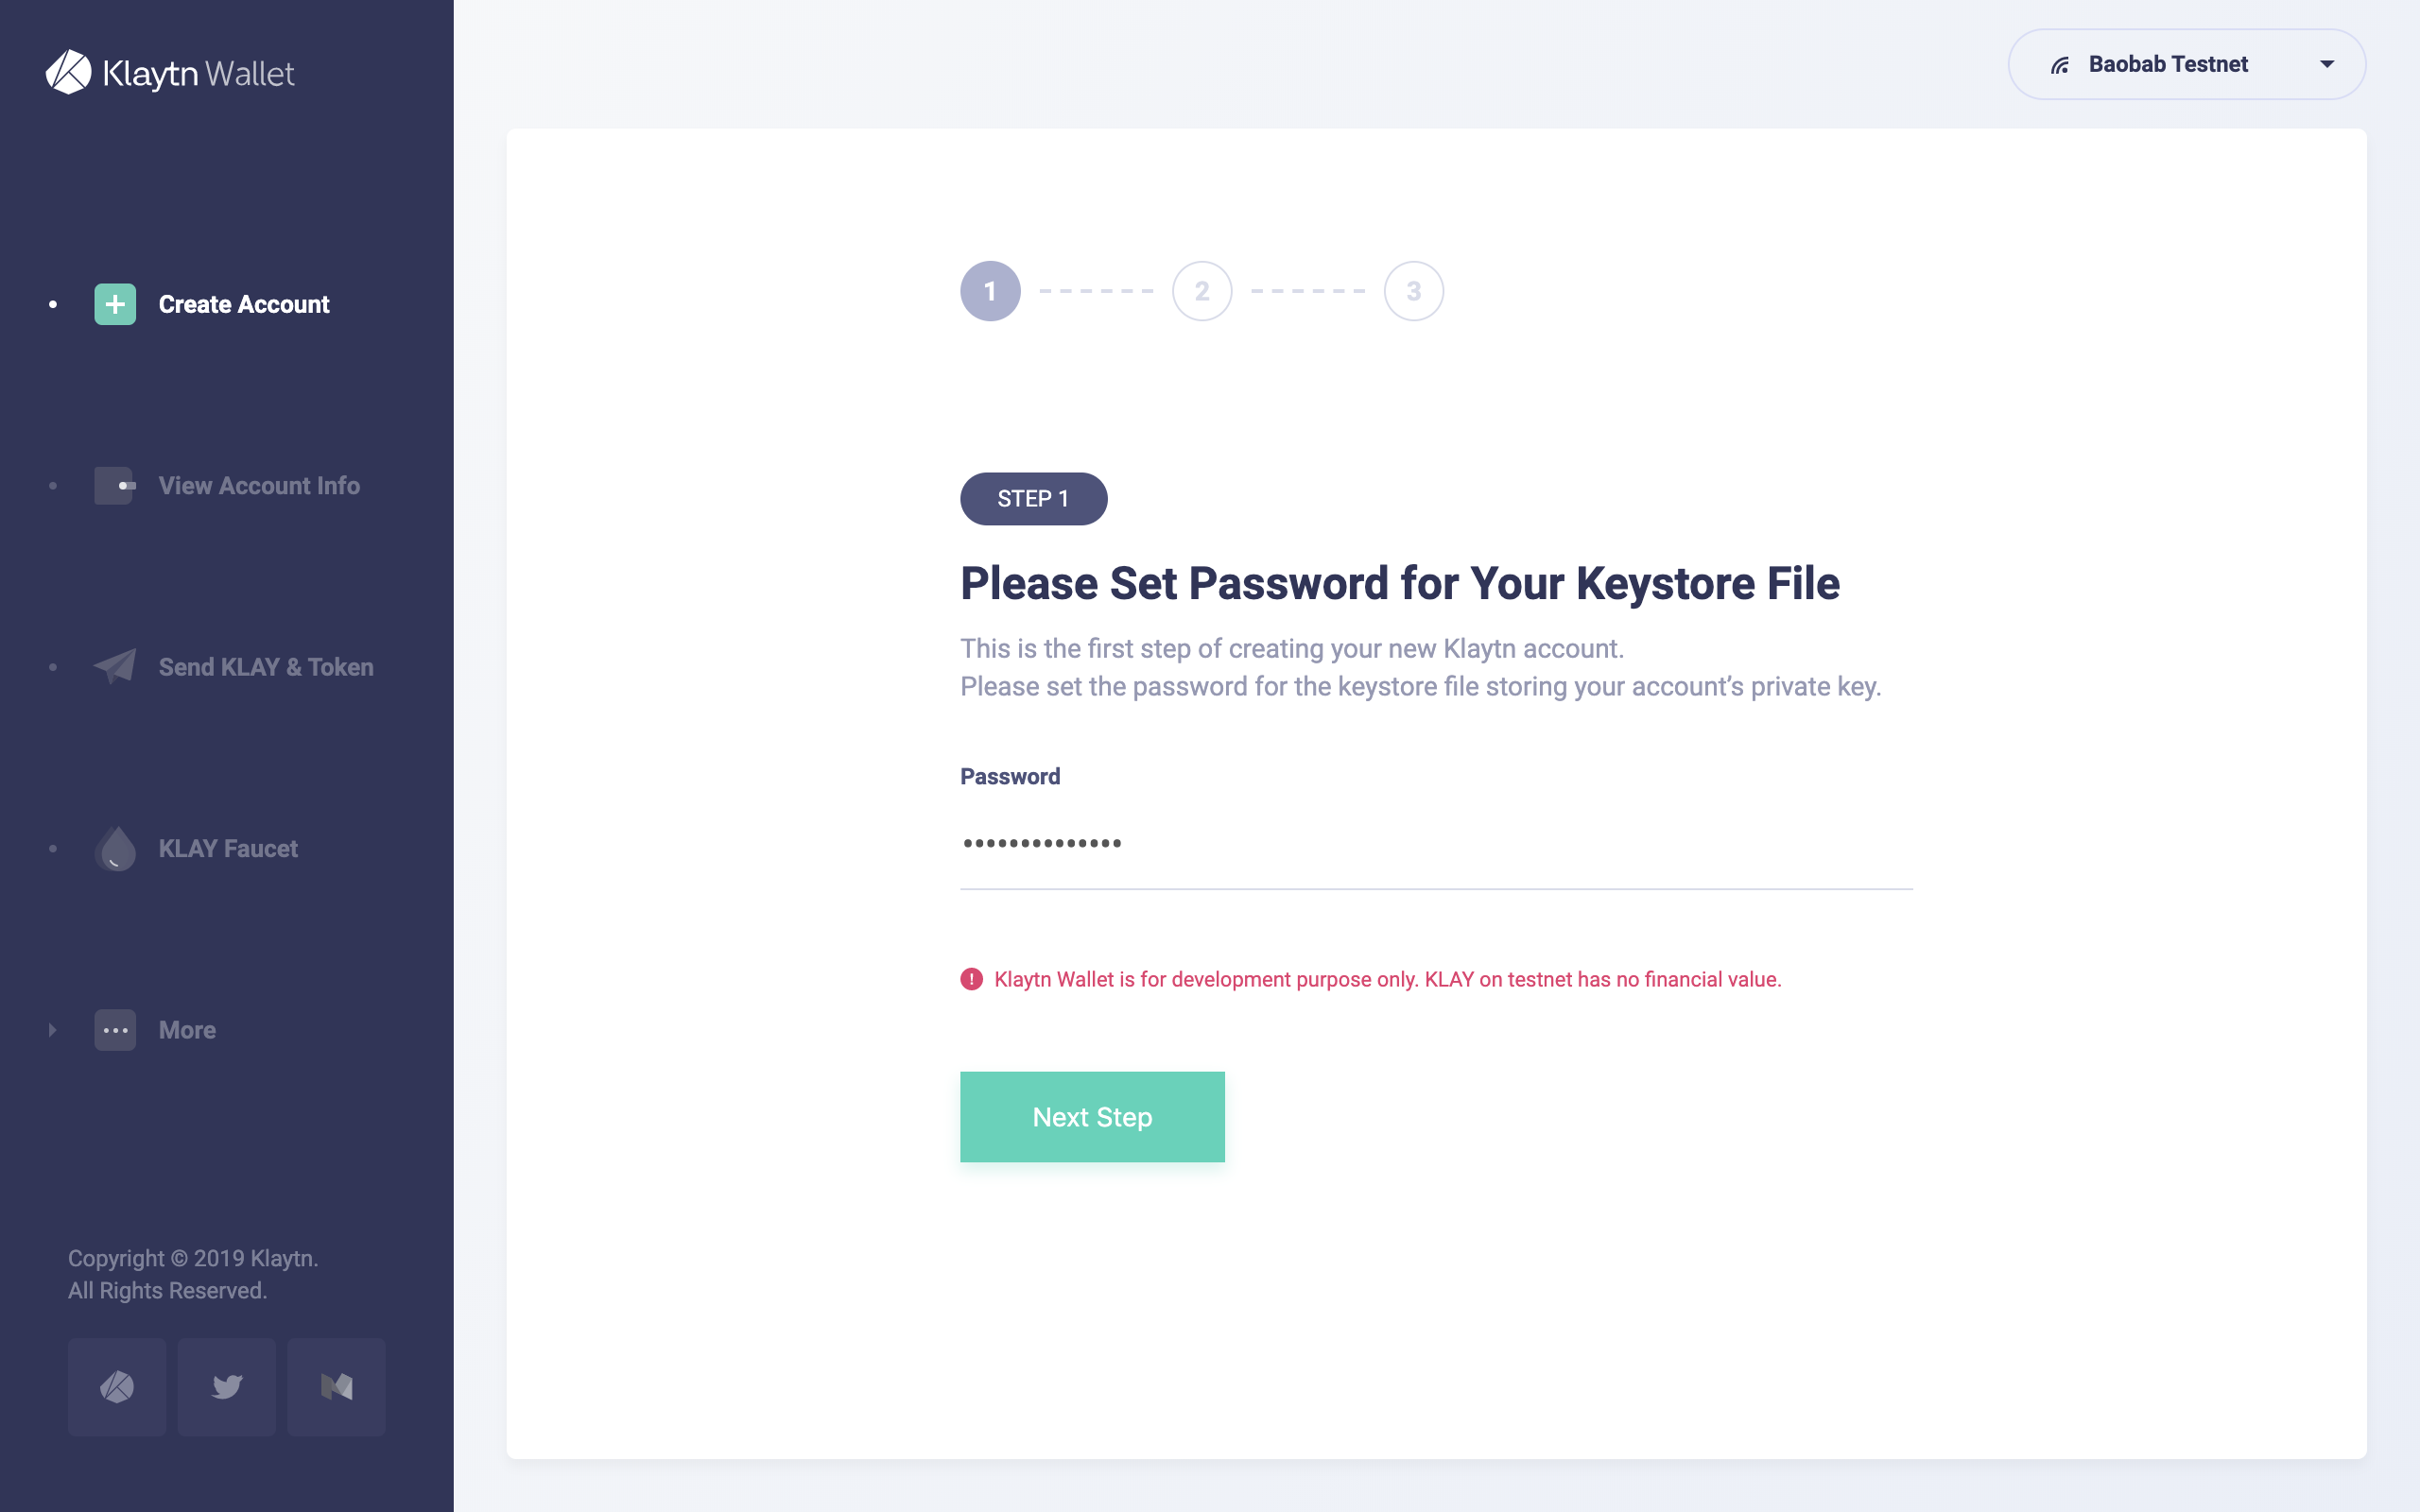 Klaytn Wallet
Baobab Testnet
Create Account
View Account Info
Send KLAY & Token
KLAY Faucet
More
Copyright © 2019 Klaytn.
All Rights Reserved.
1 2 3
STEP 1
Please Set Password for Your Keystore File
This is the first step of creating your new Klaytn account.
Please set the password for the keystore file storing your account’s private key.
Password
••••••••••••••
Klaytn Wallet is for development purpose only. KLAY on testnet has no financial value.
Next Step